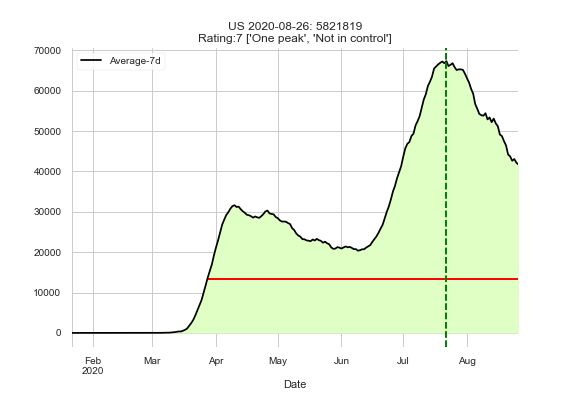 US 2020-08-26: 5821819
Rating:7 ['One peak', 'Not in control']
70000
Average-7d
60000
50000
40000
30000
20000
10000
0
Feb Mar Apr May Jun Jul Aug
2020
Date